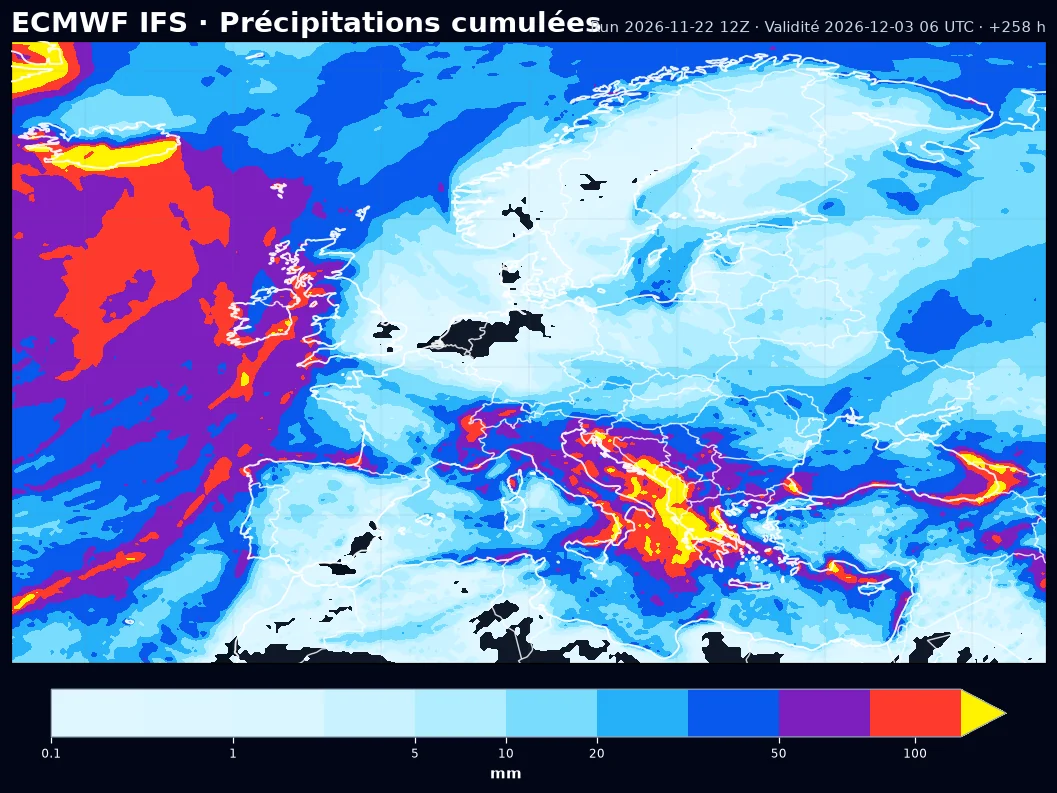 ECMWF IFS · Précipitations cumulées
Run 2026-11-22 12Z · Validité 2026-12-03 06 UTC · +258 h
0.1 1 5 10 20 50 100
mm